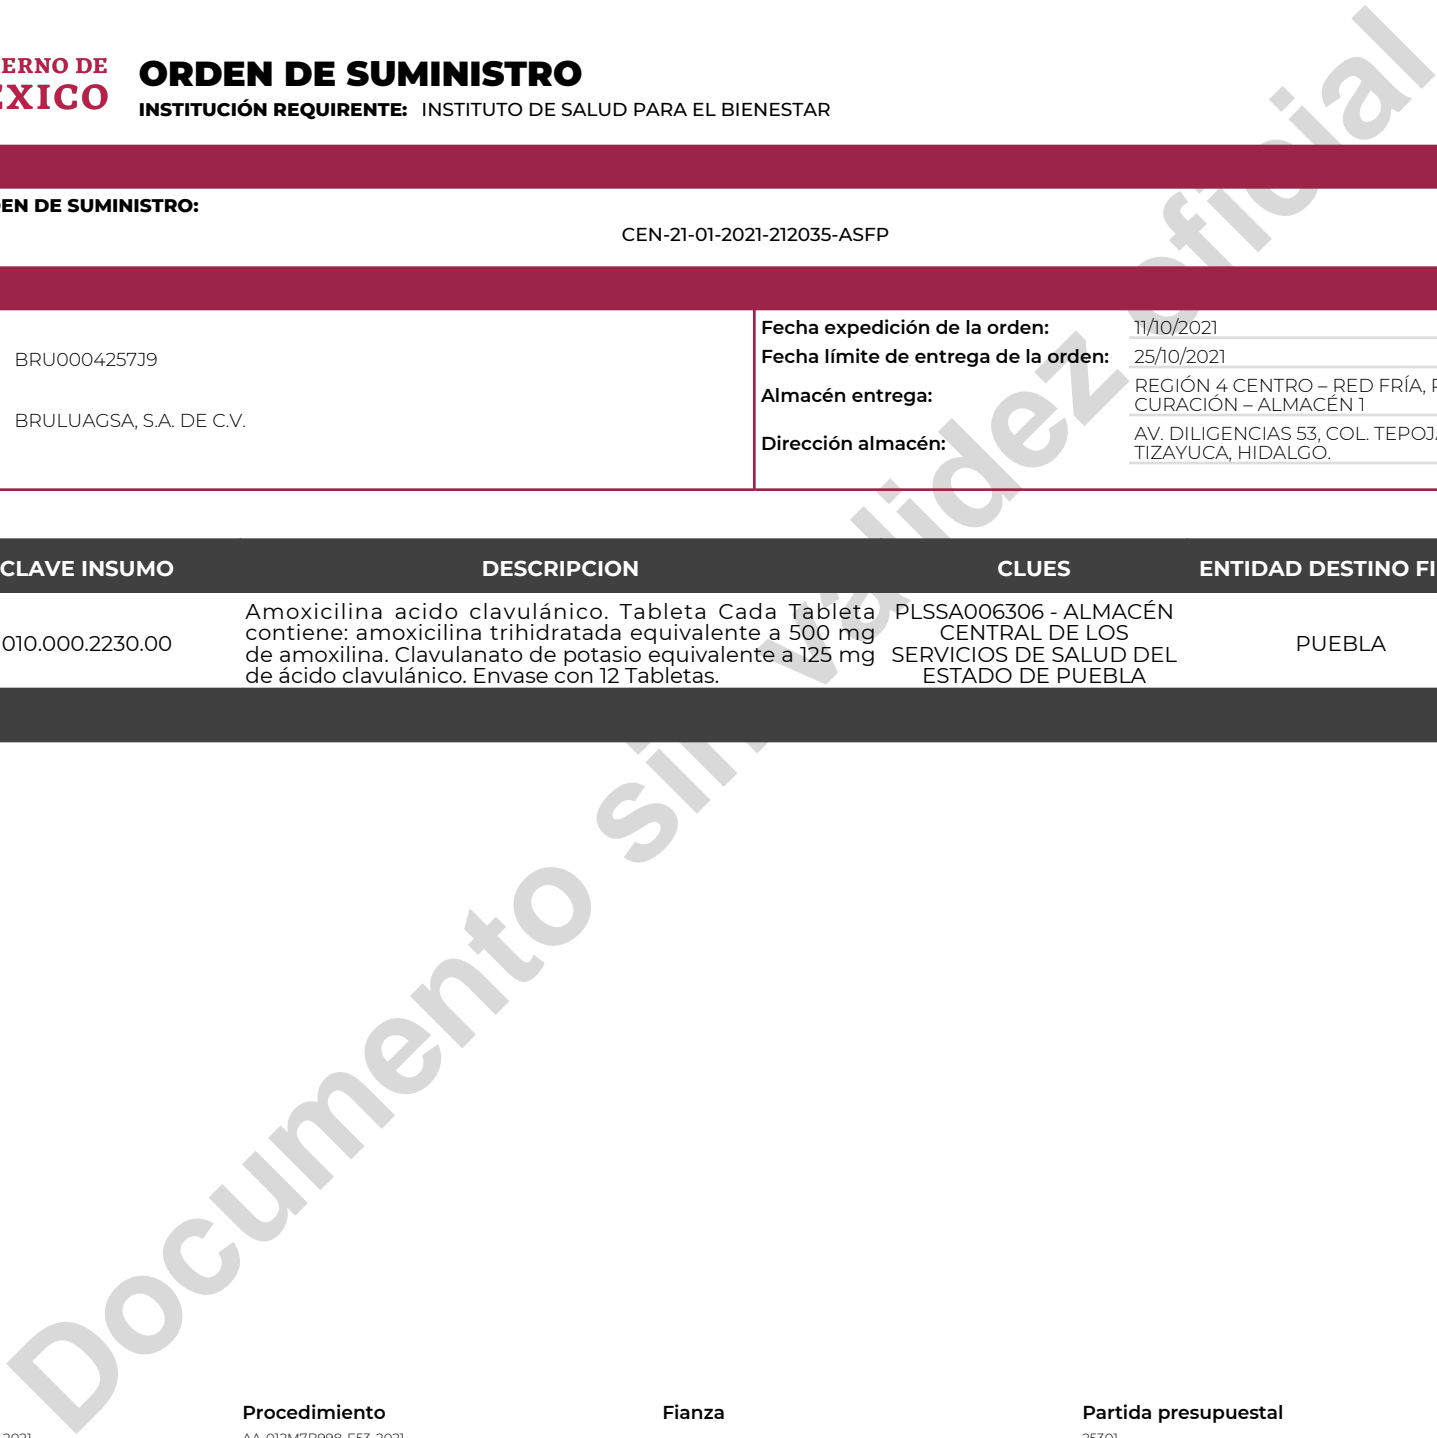 ERNO DE
ORDEN DE SUMINISTRO
EXICO
INSTITUCIÓN REQUIRENTE: INSTITUTO DE SALUD PARA EL BIENESTAR
EN DE SUMINISTRO:
CEN-21-01-2021-212035-ASFP
Fecha expedición de la orden: 11/10/2021
BRU0004257J9
Fecha límite de entrega de la orden: 25/10/2021
Almacén entrega: REGIÓN 4 CENTRO – RED FRÍA,
CURACIÓN – ALMACÉN 1
BRULUAGSA, S.A. DE C.V.
Dirección almacén: AV. DILIGENCIAS 53, COL. TEPOJA
TIZAYUCA, HIDALGO.
CLAVE INSUMO DESCRIPCION CLUES ENTIDAD DESTINO FI
010.000.2230.00
Amoxicilina acido clavulánico. Tableta Cada Tableta
contiene: amoxicilina trihidratada equivalente a 500 mg
de amoxilina. Clavulanato de potasio equivalente a 125 mg
de ácido clavulánico. Envase con 12 Tabletas.
PLSSA006306 - ALMACÉN
CENTRAL DE LOS
SERVICIOS DE SALUD DEL
ESTADO DE PUEBLA
PUEBLA
Documento sin validez oficial
Procedimiento Fianza Partida presupuestal